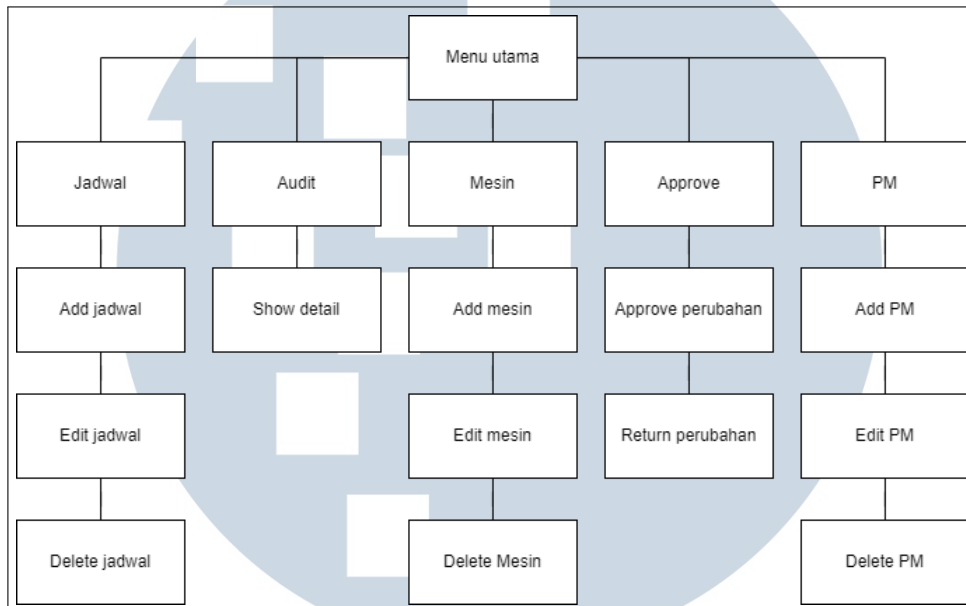 Menu utama
Jadwal
Audit
Mesin
Approve
PM
Add jadwal
Show detail
Add mesin
Approve perubahan
Add PM
Edit jadwal
Edit mesin
Return perubahan
Edit PM
Delete jadwal
Delete Mesin
Delete PM